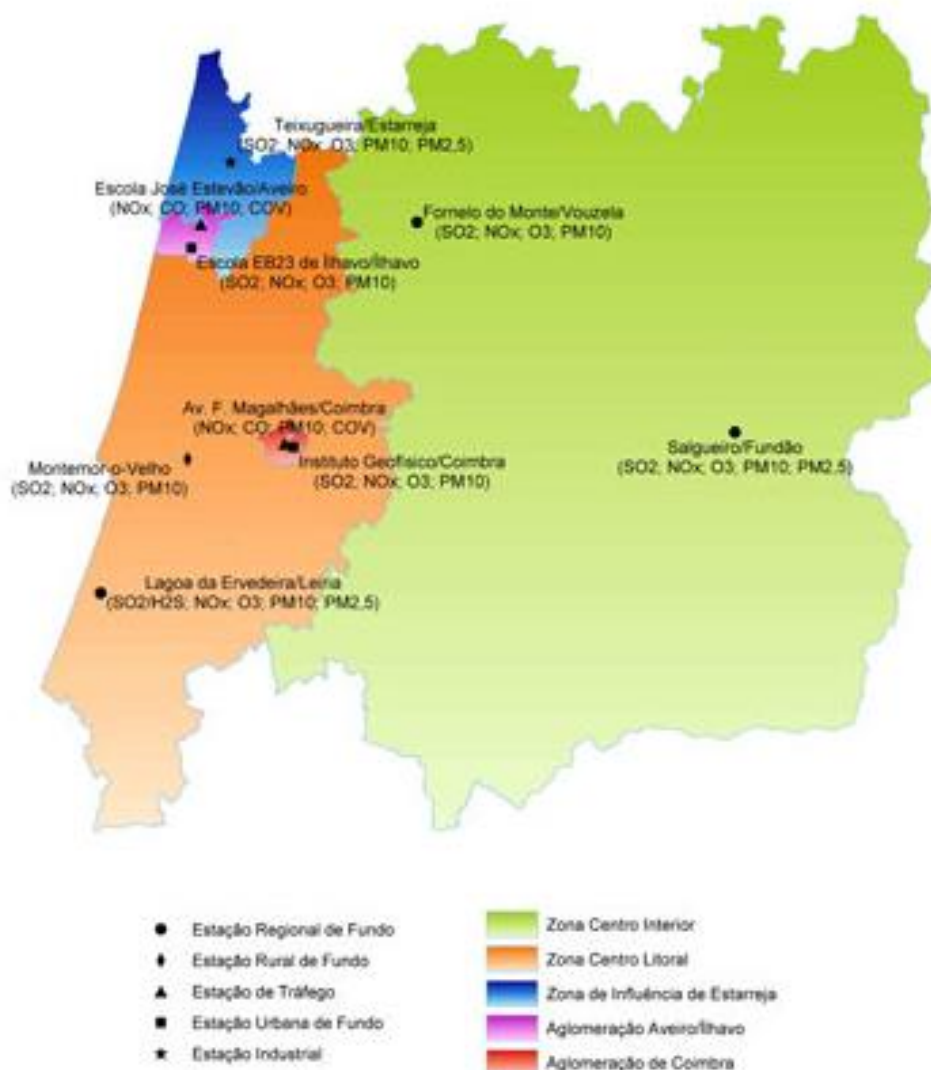 Teixugueira/Estarreja
(SO2; NOx; O3; PM10; PM2,5)
Escola José Estevão/Aveiro
(NOx; CO; PM10; COV)
Fornelo do Monte/Vouzela
(SO2; NOx; O3; PM10)
Escola EB23 de Ílhavo/Ílhavo
(SO2; NOx; O3; PM10)
Av. F. Magalhães/Coimbra
(NOx; CO; PM10; COV)
Instituto Geofísico/Coimbra
(SO2; NOx; O3; PM10)
Montemor-o-Velho
(SO2; NOx; O3; PM10)
Salgueiro/Fundão
(SO2; NOx; O3; PM10; PM2,5)
Lagoa da Ervedeira/Leiria
(SO2/H2S; NOx; O3; PM10; PM2,5)
Estação Regional de Fundo
Estação Rural de Fundo
Estação de Tráfego
Estação Urbana de Fundo
Estação Industrial
Zona Centro Interior
Zona Centro Litoral
Zona de Influência de Estarreja
Aglomeração Aveiro/Ílhavo
Aglomeração de Coimbra